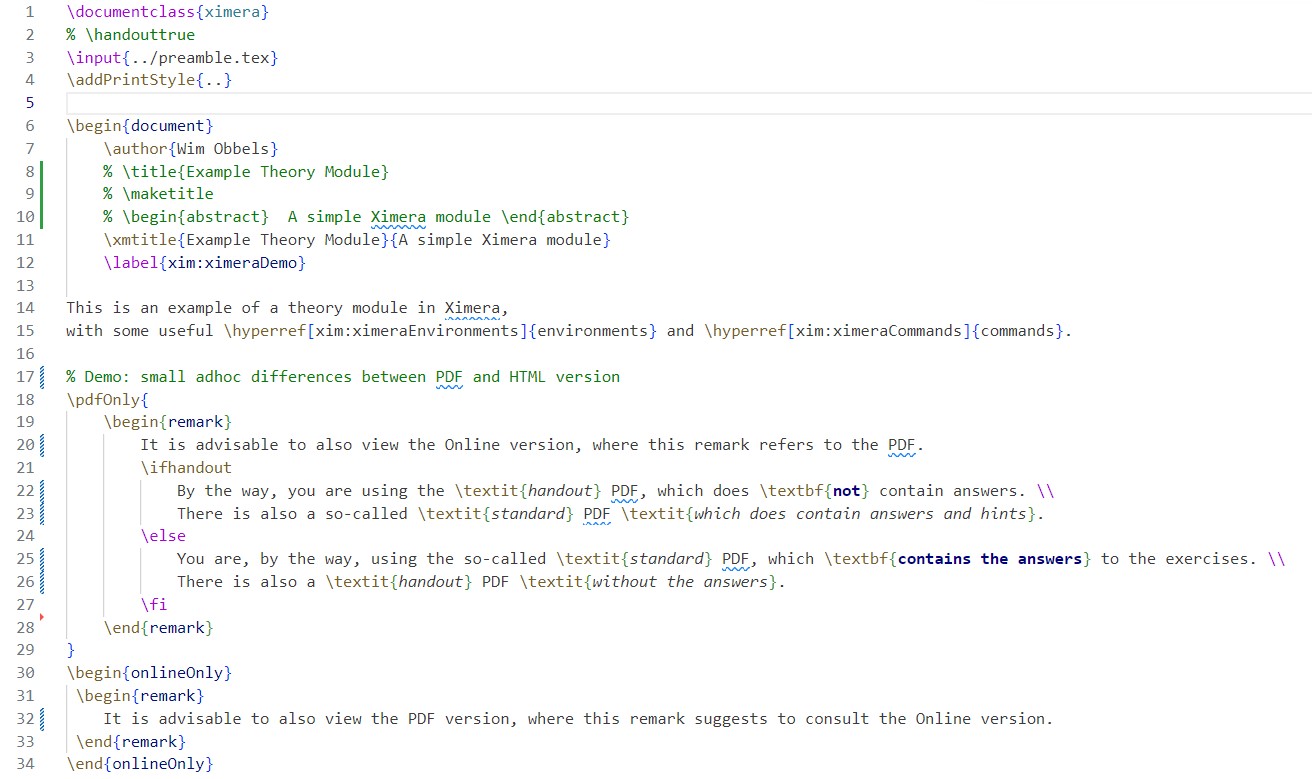 1 \documentclass{ximera}
2 % \handouttrue
3 \input{../preamble.tex}
4 \addPrintStyle{..}
5
6 \begin{document}
7     \author{Wim Obbels}
8     % \title{Example Theory Module}
9     % \maketitle
10     % \begin{abstract}  A simple Ximera module \end{abstract}
11     \xmtitle{Example Theory Module}{A simple Ximera module}
12     \label{xim:ximeraDemo}
13
14 This is an example of a theory module in Ximera,
15 with some useful \hyperref[xim:ximeraEnvironments]{environments} and \hyperref[xim:ximeraCommands]{commands}.
16
17 % Demo: small adhoc differences between PDF and HTML version
18 \pdfOnly{
19     \begin{remark}
20         It is advisable to also view the Online version, where this remark refers to the PDF.
21         \ifhandout
22             By the way, you are using the \textit{handout} PDF, which does \textbf{not} contain answers. \\
23             There is also a so-called \textit{standard} PDF \textit{which does contain answers and hints}.
24         \else
25             You are, by the way, using the so-called \textit{standard} PDF, which \textbf{contains the answers} to the exercises. \\
26             There is also a \textit{handout} PDF \textit{without the answers}.
27         \fi
28     \end{remark}
29 }
30 \begin{onlineOnly}
31  \begin{remark}
32     It is advisable to also view the PDF version, where this remark suggests to consult the Online version.
33  \end{remark}
34 \end{onlineOnly}